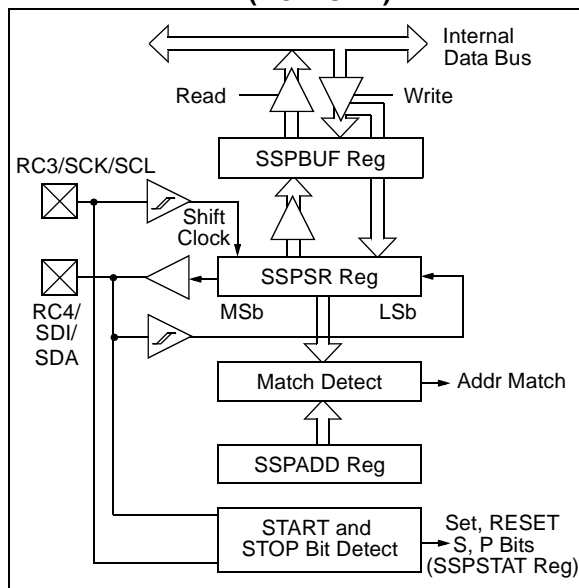 Internal
Data Bus
Read
Write
SSPBUF Reg
RC3/SCK/SCL
Shift
Clock
SSPSR Reg
MSb
LSb
RC4/
SDI/
SDA
Match Detect
Addr Match
SSPADD Reg
START and
STOP Bit Detect
Set, RESET
S, P Bits
(SSPSTAT Reg)